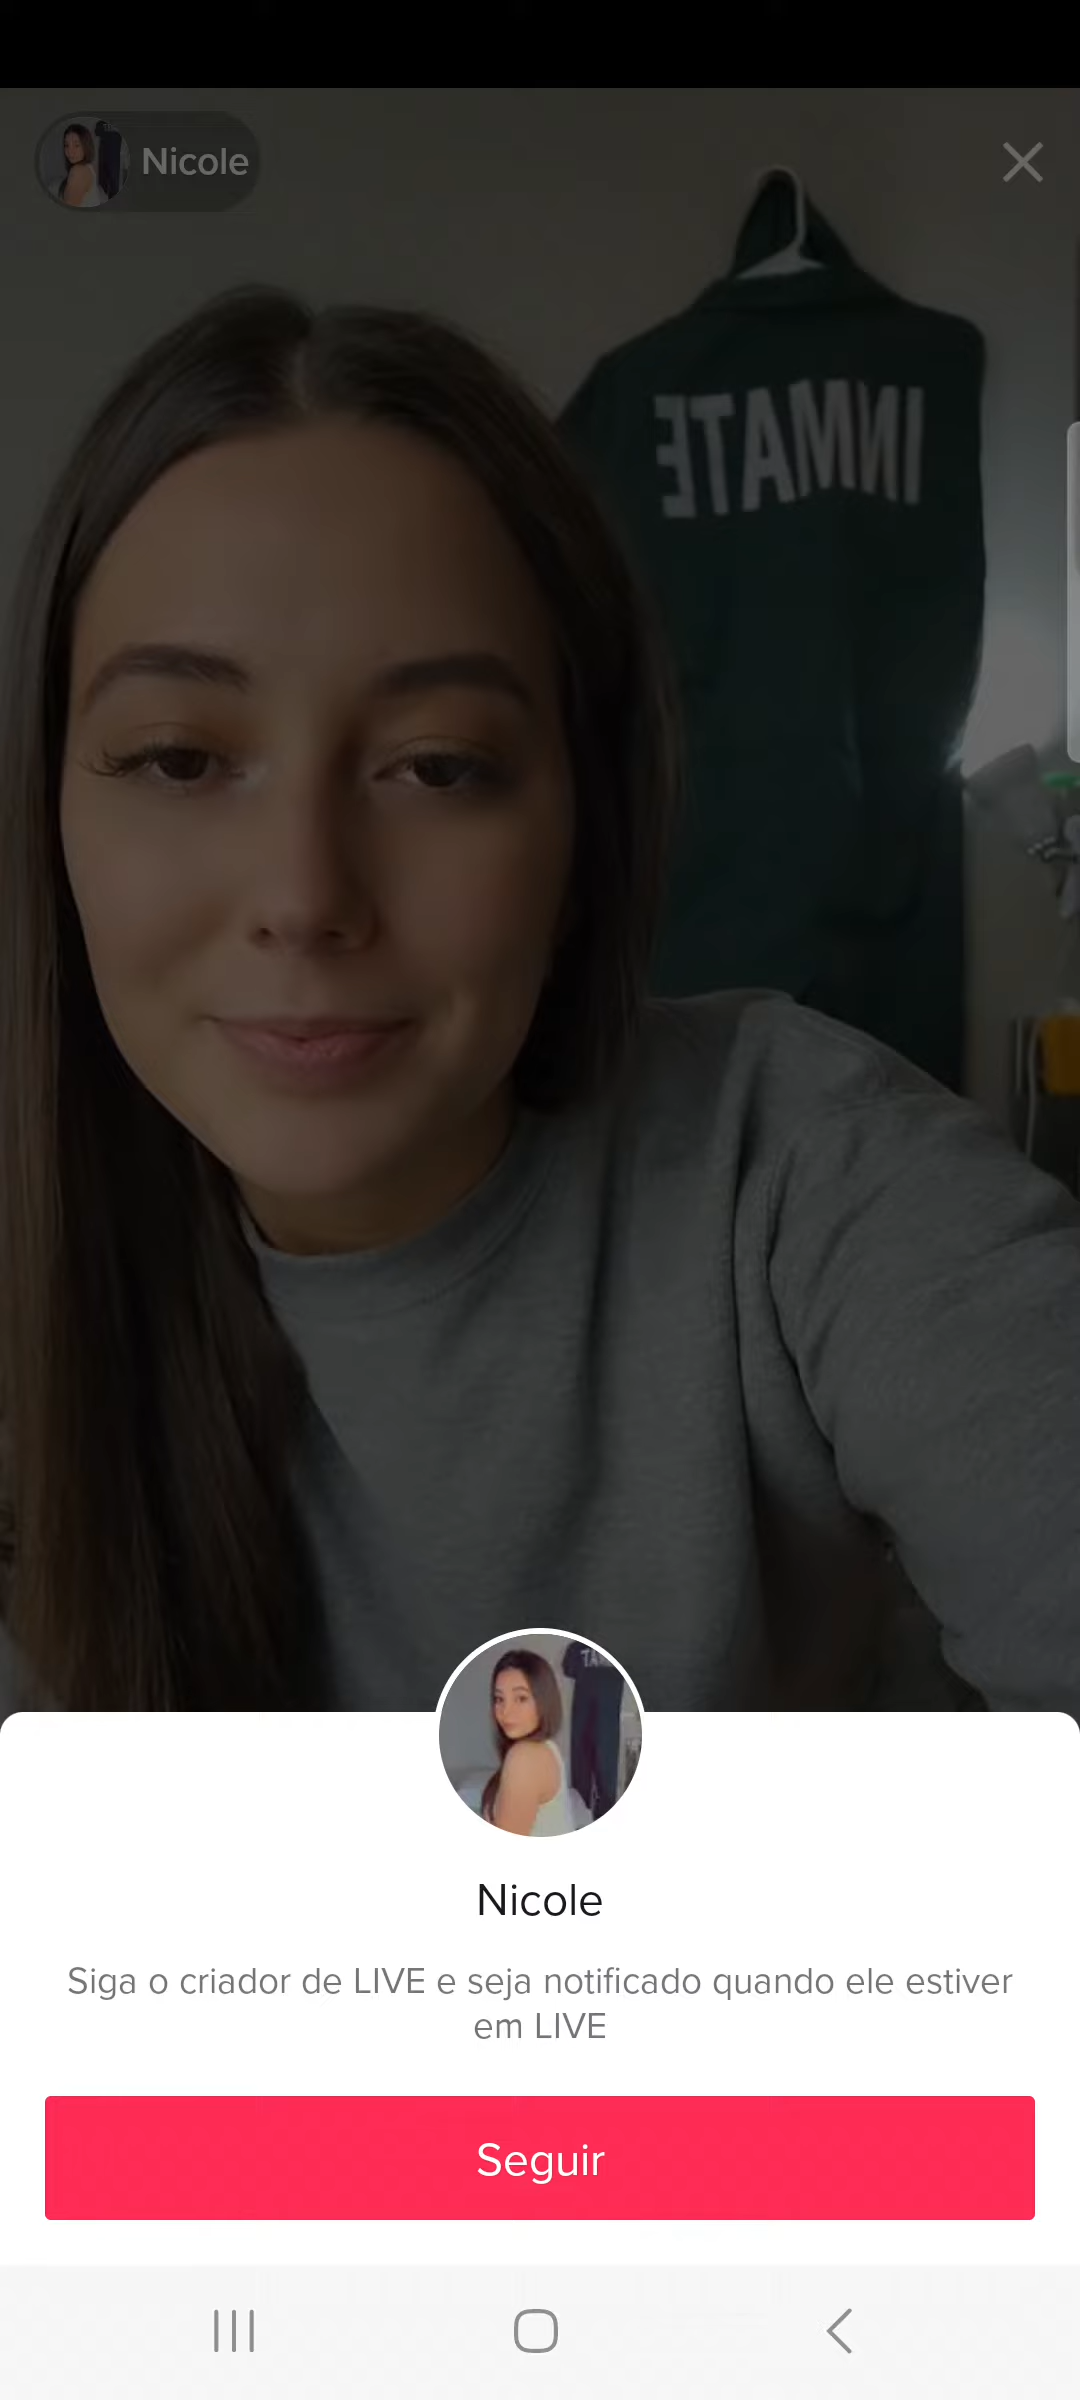 Nicole
INMATE
Nicole
Siga o criador de LIVE e seja notificado quando ele estiver
em LIVE
Seguir